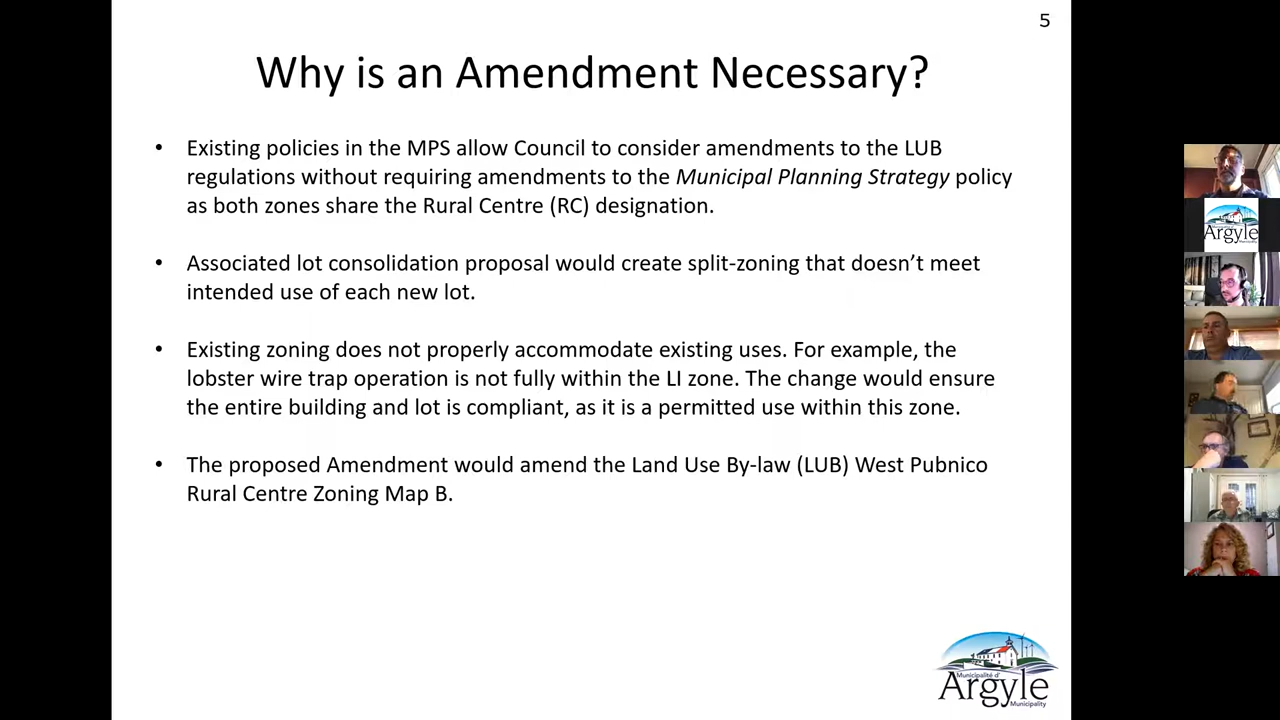 5
Why is an Amendment Necessary?
• Existing policies in the MPS allow Council to consider amendments to the LUB
regulations without requiring amendments to the Municipal Planning Strategy policy
as both zones share the Rural Centre (RC) designation.
• Associated lot consolidation proposal would create split-zoning that doesn’t meet
intended use of each new lot.
• Existing zoning does not properly accommodate existing uses. For example, the
lobster wire trap operation is not fully within the LI zone. The change would ensure
the entire building and lot is compliant, as it is a permitted use within this zone.
• The proposed Amendment would amend the Land Use By-law (LUB) West Pubnico
Rural Centre Zoning Map B.
Municipalité d'
Argyle
Municipality
Argyle